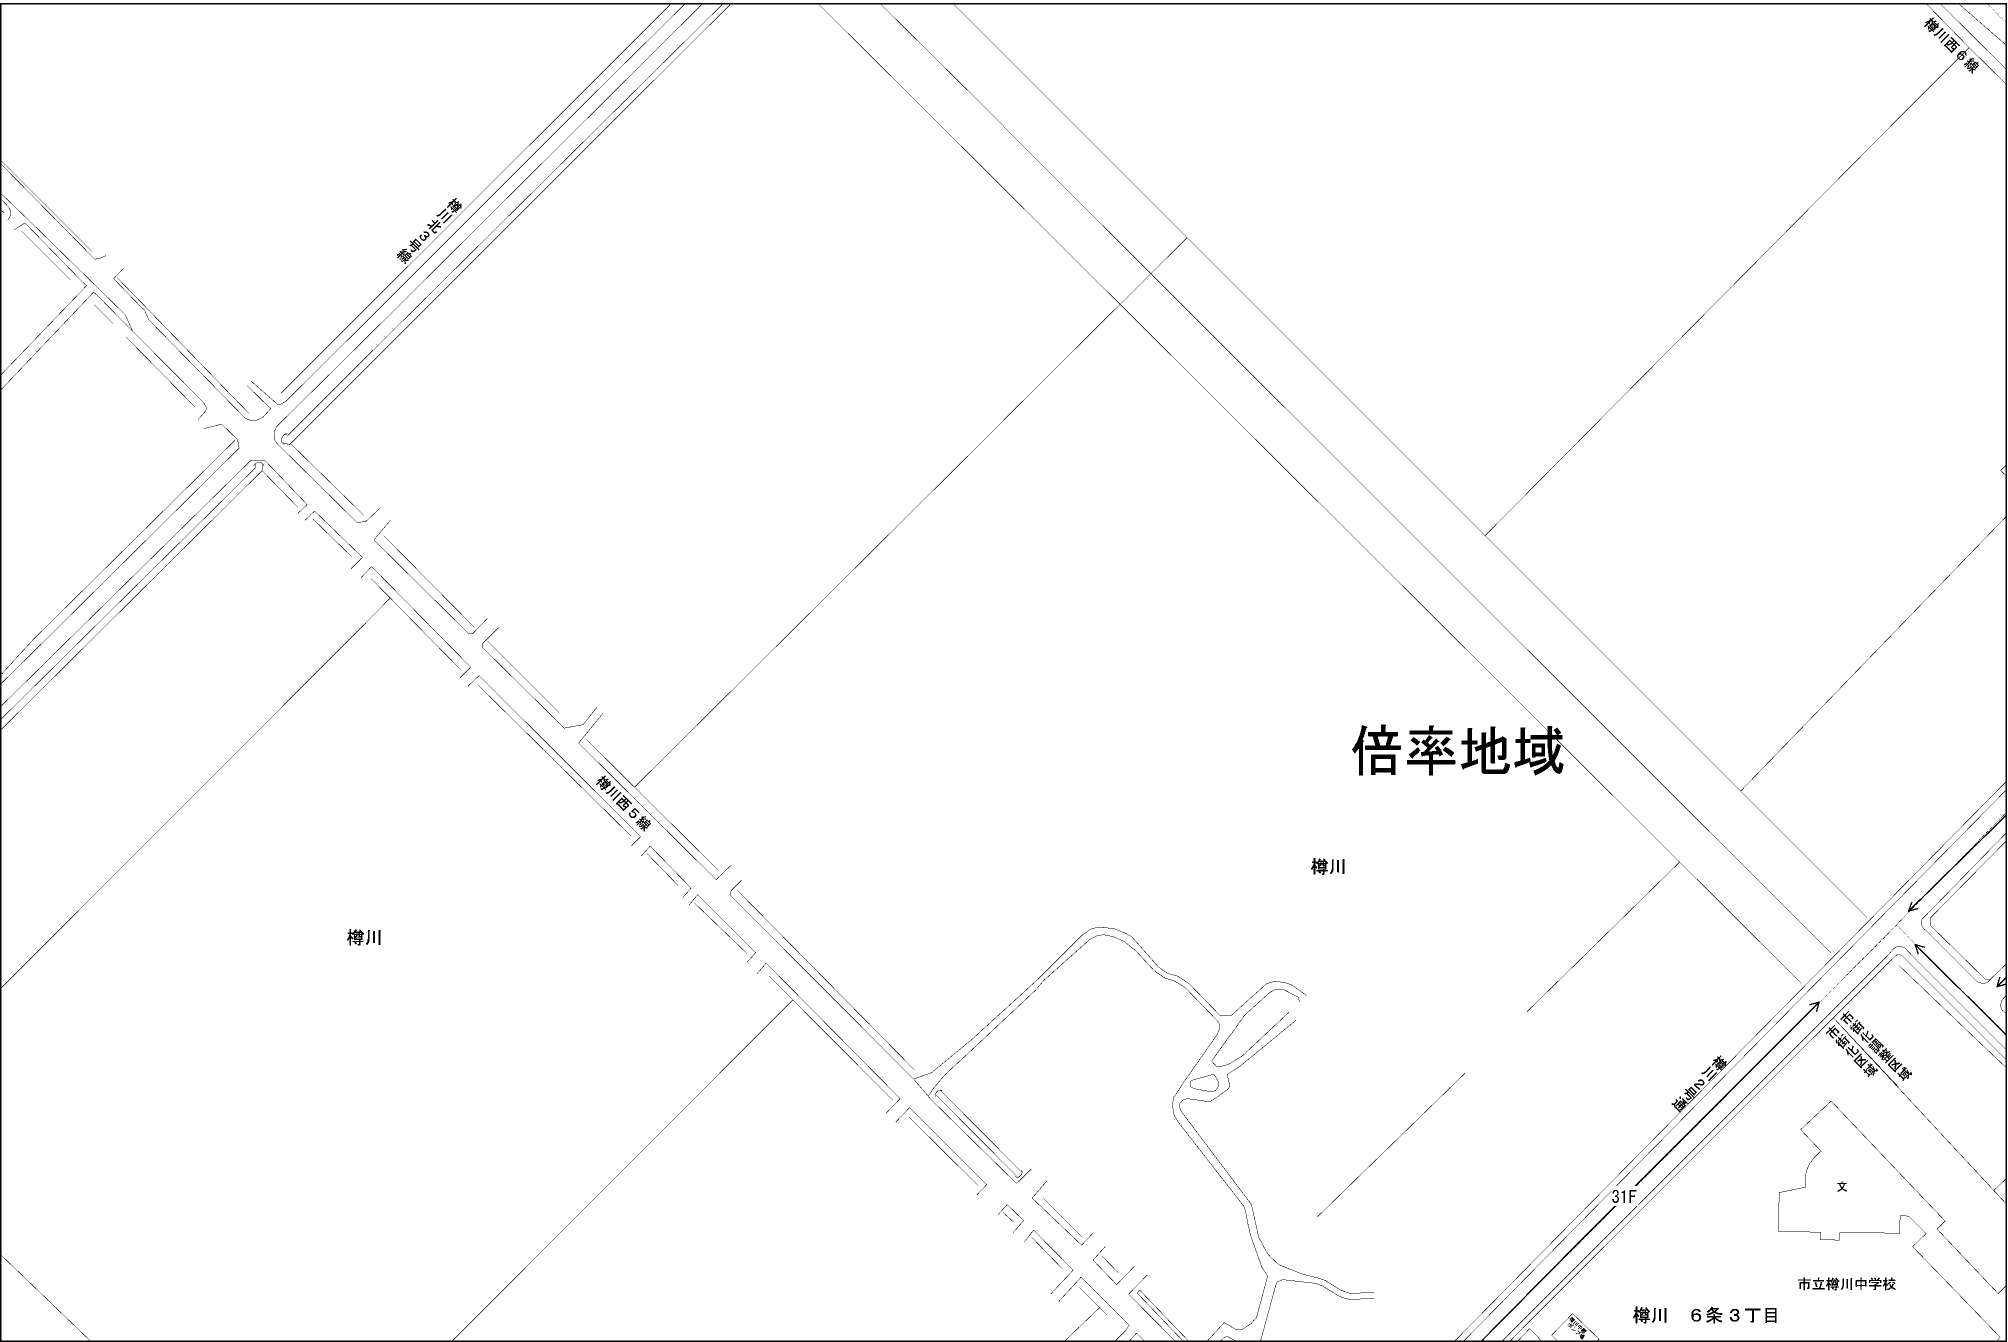 樽川西６線
樽川北３号線
倍率地域
樽川西５線
樽川
樽川
市街化調整区域
市街化区域
樽川２号通
31F
文
市立樽川中学校
樽川　６条３丁目